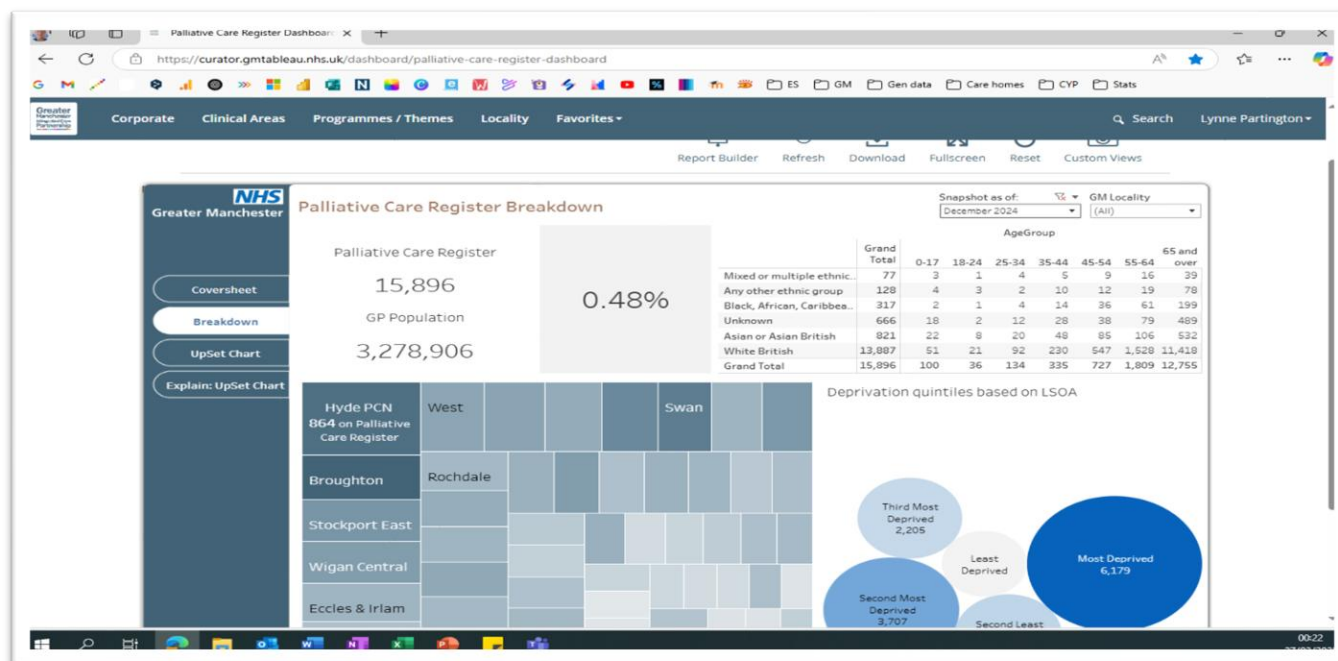 Palliative Care Register Dashboar
https://curator.gmtableau.nhs.uk/dashboard/palliative-care-register-dashboard
ES GM Gen data Care homes CYP Stats
Greater Manchester
Corporate Clinical Areas Programmes / Themes Locality Favorites Search Lynne Partington
Report Builder Refresh Download Fullscreen Reset Custom Views
NHS
Greater Manchester
Coversheet
Breakdown
UpSet Chart
Explain: UpSet Chart
Palliative Care Register Breakdown
Snapshot as of: GM Locality
December 2024 (All)
Palliative Care Register
15,896
GP Population
3,278,906
0.48%
AgeGroup
Grand Total 0-17 18-24 25-34 35-44 45-54 55-64 65 and over
Mixed or multiple ethnic.. 77 3 1 4 5 9 16 39
Any other ethnic group 128 4 3 2 10 12 19 78
Black, African, Caribbea.. 317 2 1 4 14 36 61 199
Unknown 666 18 2 12 28 38 79 489
Asian or Asian British 821 22 8 20 48 85 106 532
White British 13,887 51 21 92 230 547 1,528 11,418
Grand Total 15,896 100 36 134 335 727 1,809 12,755
Hyde PCN
864 on Palliative
Care Register
West
Swan
Broughton
Rochdale
Stockport East
Wigan Central
Eccles & Irlam
Deprivation quintiles based on LSOA
Third Most
Deprived
2,205
Least
Deprived
Most Deprived
6,179
Second Most
Deprived
3,707
Second Least
00:22